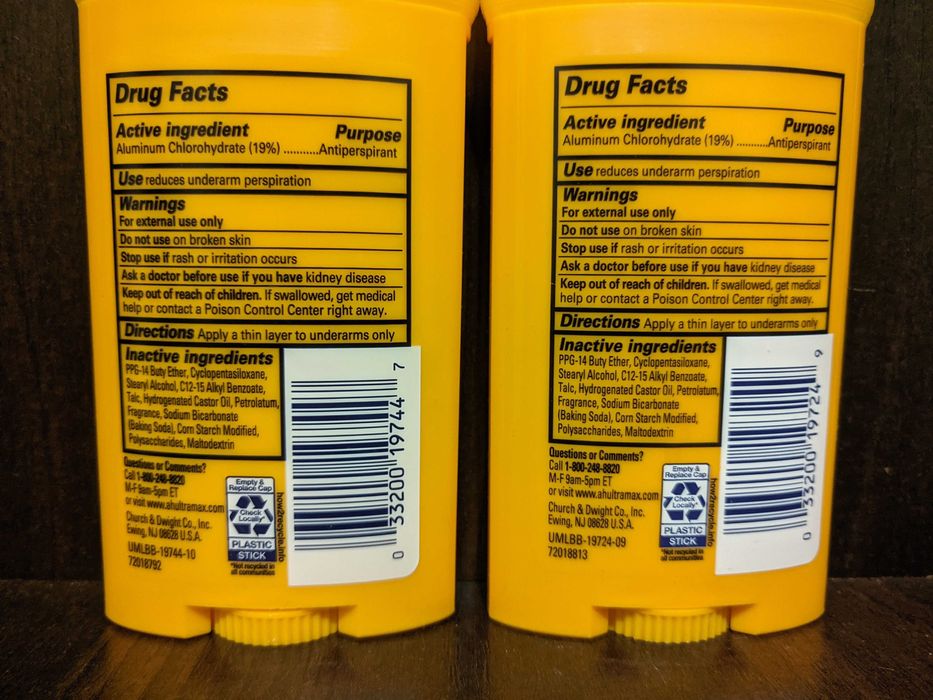 Drug Facts
Active ingredient Purpose
Aluminum Chlorohydrate (19%) ..........Antiperspirant
Use reduces underarm perspiration
Warnings
For external use only
Do not use on broken skin
Stop use if rash or irritation occurs
Ask a doctor before use if you have kidney disease
Keep out of reach of children. If swallowed, get medical
help or contact a Poison Control Center right away.
Directions Apply a thin layer to underarms only
Inactive ingredients
PPG-14 Buty Ether, Cyclopentasiloxane,
Stearyl Alcohol, C12-15 Alkyl Benzoate,
Talc, Hydrogenated Castor Oil, Petrolatum,
Fragrance, Sodium Bicarbonate
(Baking Soda), Corn Starch Modified,
Polysaccharides, Maltodextrin
Questions or Comments?
Call 1-800-248-8820
M-F 9am-5pm ET
or visit www.ahultramax.com
Church & Dwight Co., Inc.
Ewing, NJ 08628 U.S.A.
UMLBB-19744-10
72018792
Empty &
Replace Cap
Check
Locally*
PLASTIC
STICK
*Not recycled in
all communities
how2recycle.info
0 33200 19744 7
Drug Facts
Active ingredient Purpose
Aluminum Chlorohydrate (19%) ..........Antiperspirant
Use reduces underarm perspiration
Warnings
For external use only
Do not use on broken skin
Stop use if rash or irritation occurs
Ask a doctor before use if you have kidney disease
Keep out of reach of children. If swallowed, get medical
help or contact a Poison Control Center right away.
Directions Apply a thin layer to underarms only
Inactive ingredients
PPG-14 Buty Ether, Cyclopentasiloxane,
Stearyl Alcohol, C12-15 Alkyl Benzoate,
Talc, Hydrogenated Castor Oil, Petrolatum,
Fragrance, Sodium Bicarbonate
(Baking Soda), Corn Starch Modified,
Polysaccharides, Maltodextrin
Questions or Comments?
Call 1-800-248-8820
M-F 9am-5pm ET
or visit www.ahultramax.com
Church & Dwight Co., Inc.
Ewing, NJ 08628 U.S.A.
UMLBB-19724-09
72018813
Empty &
Replace Cap
Check
Locally*
PLASTIC
STICK
*Not recycled in
all communities
how2recycle.info
0 33200 19724 9